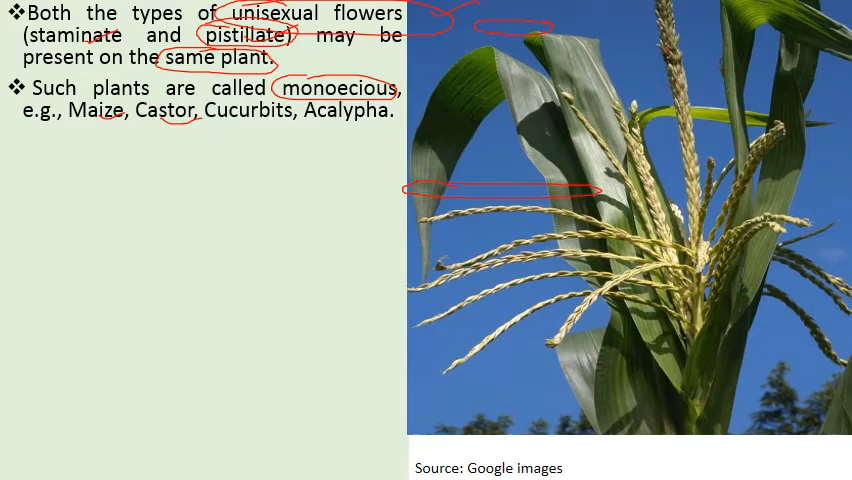 ❖Both the types of unisexual flowers
(staminate and pistillate) may be
present on the same plant.
❖ Such plants are called monoecious,
e.g., Maize, Castor, Cucurbits, Acalypha.
Source: Google images